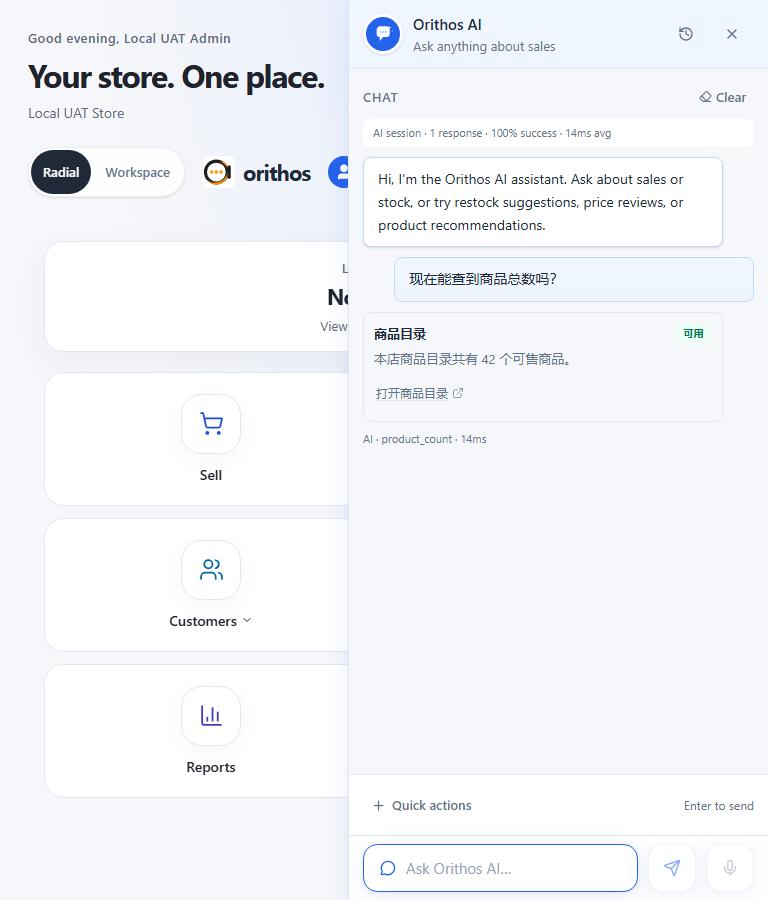 Good evening, Local UAT Admin
Your store. One place.
Local UAT Store
Radial
Workspace
orithos
View
Sell
Customers
Reports
Orithos AI
Ask anything about sales
CHAT
Clear
AI session · 1 response · 100% success · 14ms avg
Hi, I'm the Orithos AI assistant. Ask about sales or
stock, or try restock suggestions, price reviews, or
product recommendations.
现在能查到商品总数吗?
商品目录
可用
本店商品目录共有 42 个可售商品。
打开商品目录
AI · product_count · 14ms
Quick actions
Enter to send
Ask Orithos AI...